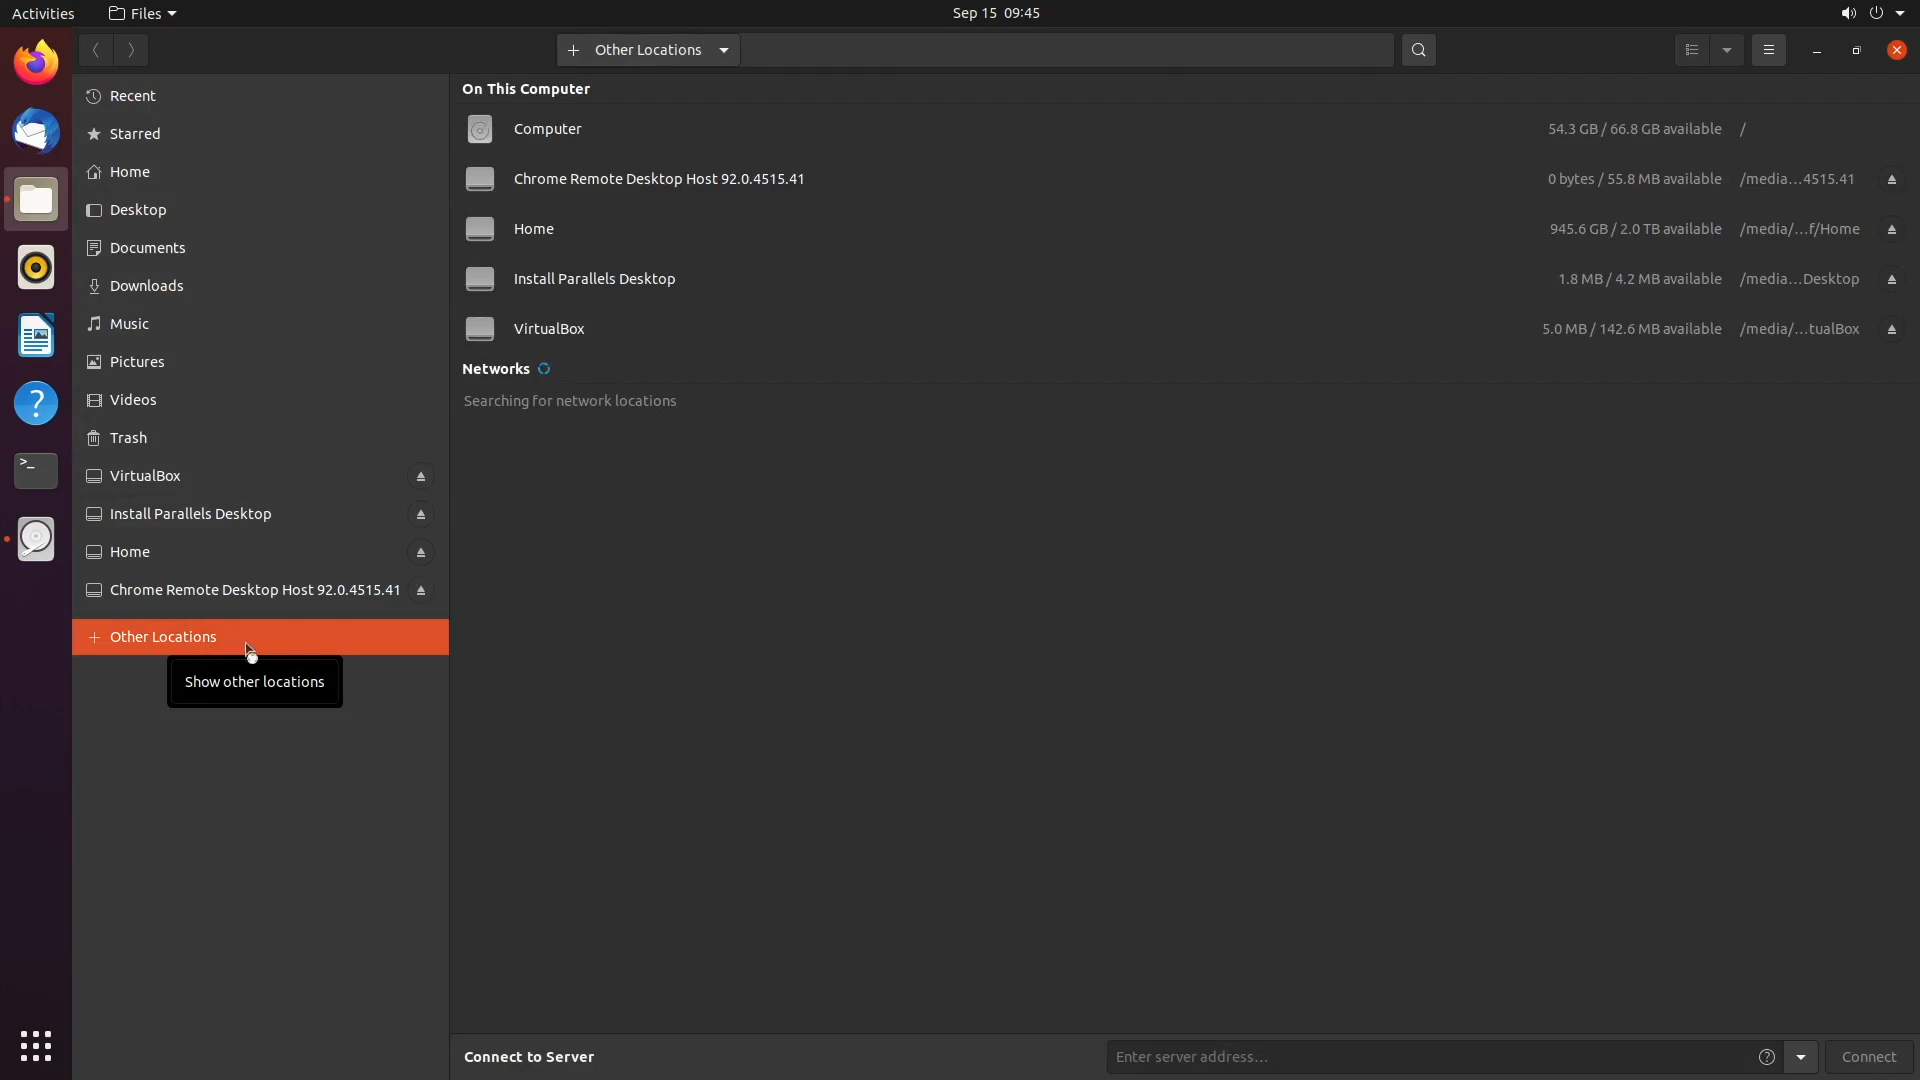 Activities
Files
Sep 15 09:45
Other Locations
Recent
Starred
Home
Desktop
Documents
Downloads
Music
Pictures
Videos
Trash
VirtualBox
Install Parallels Desktop
Home
Chrome Remote Desktop Host 92.0.4515.41
Other Locations
Show other locations
On This Computer
Computer 54.3 GB / 66.8 GB available /
Chrome Remote Desktop Host 92.0.4515.41 0 bytes / 55.8 MB available /media…4515.41
Home 945.6 GB / 2.0 TB available /media/…f/Home
Install Parallels Desktop 1.8 MB / 4.2 MB available /media…Desktop
VirtualBox 5.0 MB / 142.6 MB available /media/…tualBox
Networks
Searching for network locations
Connect to Server
Enter server address…
Connect